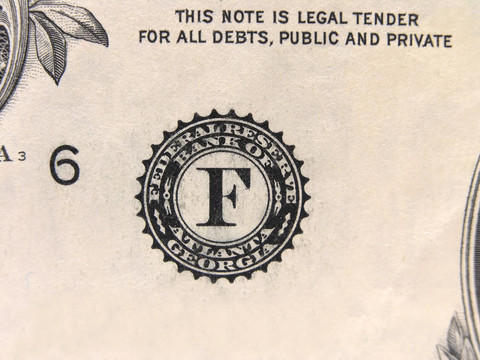 THIS NOTE IS LEGAL TENDER
FOR ALL DEBTS, PUBLIC AND PRIVATE
A3
6
FEDERAL RESERVE
BANK OF
F
ATLANTA
GEORGIA